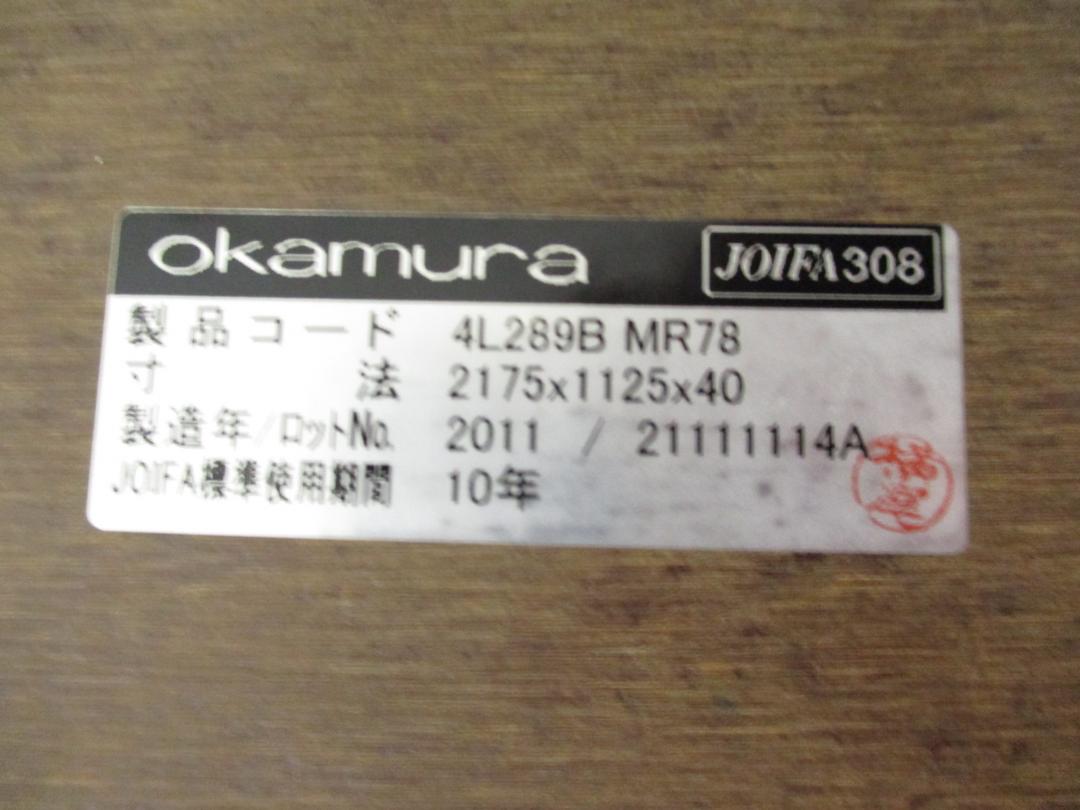 okamura JOIFA308
製品コード 4L289B MR78
寸法 2175x1125x40
製造年/ロットNo. 2011 / 21111114A
JOIFA標準使用期間 10年